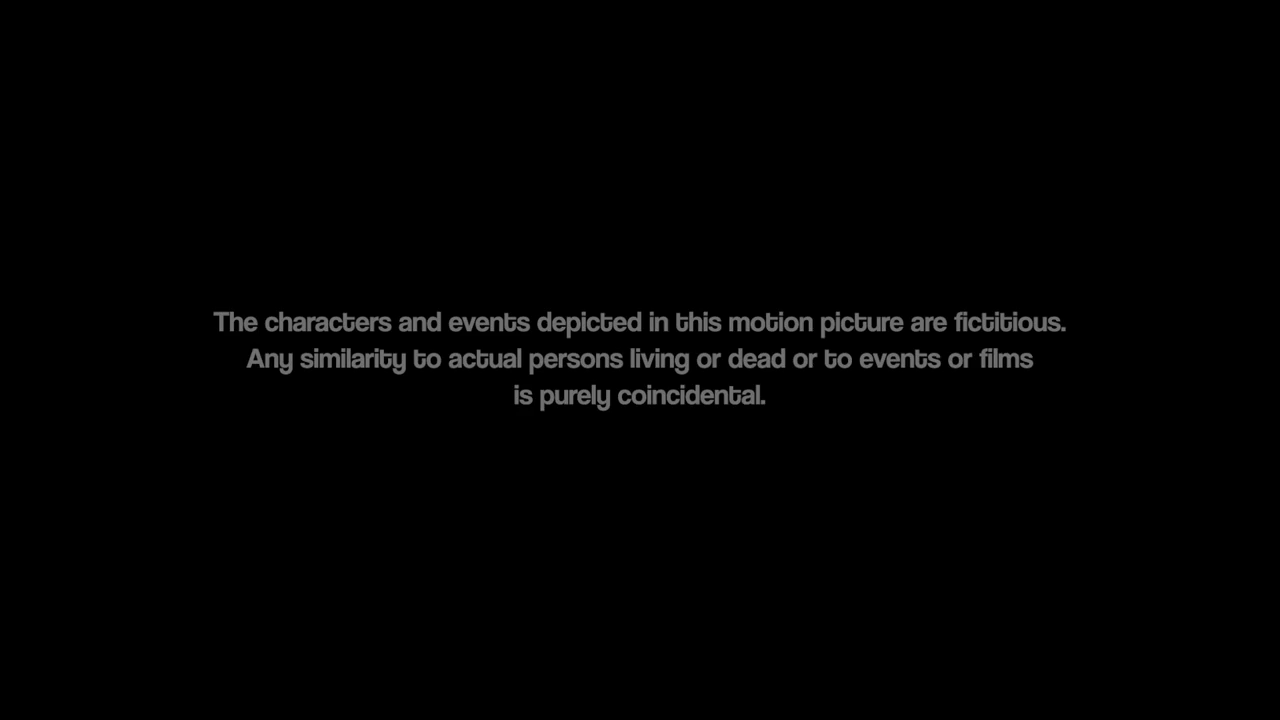 The characters and events depicted in this motion picture are fictitious.
Any similarity to actual persons living or dead or to events or films
is purely coincidental.